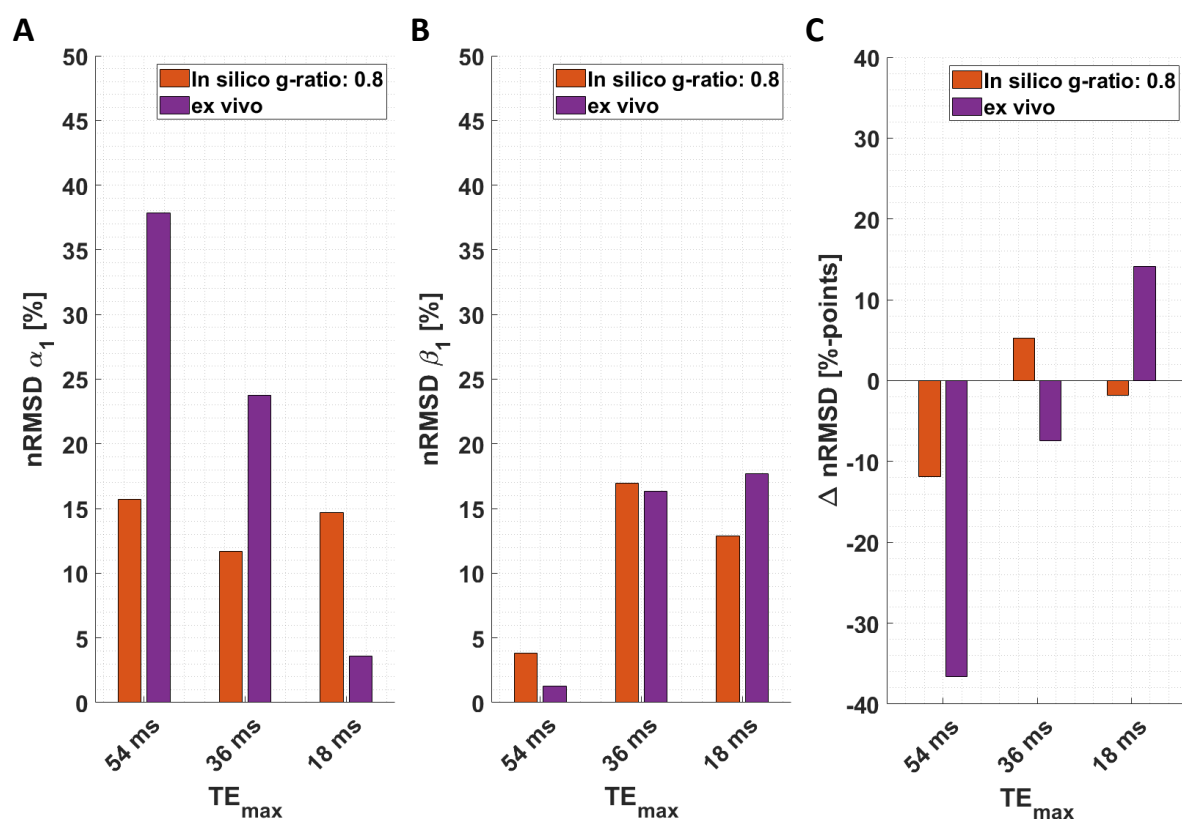 A
nRMSD α1 [%]
50
45
40
35
30
25
20
15
10
5
0
In silico g-ratio: 0.8
ex vivo
54 ms
36 ms
18 ms
TEmax
B
nRMSD β1 [%]
50
45
40
35
30
25
20
15
10
5
0
In silico g-ratio: 0.8
ex vivo
54 ms
36 ms
18 ms
TEmax
C
Δ nRMSD [%-points]
40
30
20
10
0
-10
-20
-30
-40
In silico g-ratio: 0.8
ex vivo
54 ms
36 ms
18 ms
TEmax